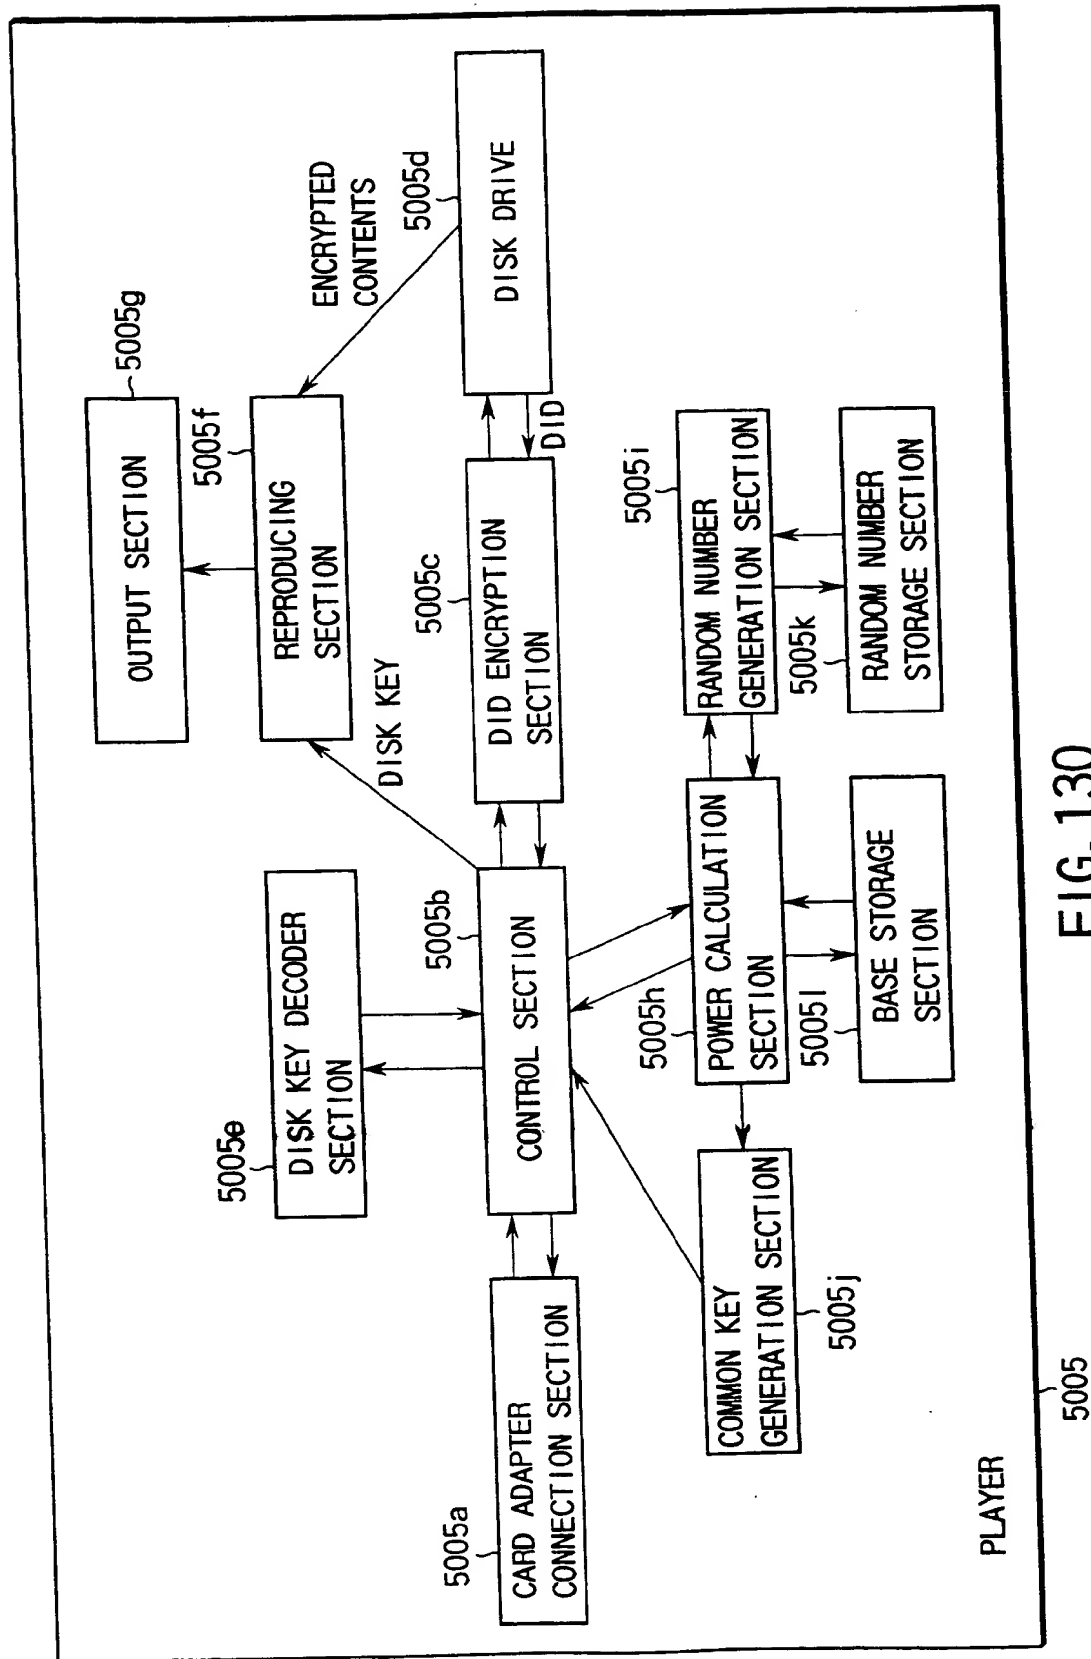 5005g
OUTPUT SECTION
5005f
REPRODUCING
SECTION
ENCRYPTED
CONTENTS
DISK KEY
5005e
DISK KEY DECODER
SECTION
5005a
CARD ADAPTER
CONNECTION SECTION
5005b
CONTROL SECTION
5005c
DID ENCRYPTION
SECTION
DID
5005d
DISK DRIVE
COMMON KEY
GENERATION SECTION
5005j
5005h
POWER CALCULATION
SECTION
5005i
RANDOM NUMBER
GENERATION SECTION
5005l
BASE STORAGE
SECTION
5005k
RANDOM NUMBER
STORAGE SECTION
PLAYER
5005
FIG. 130